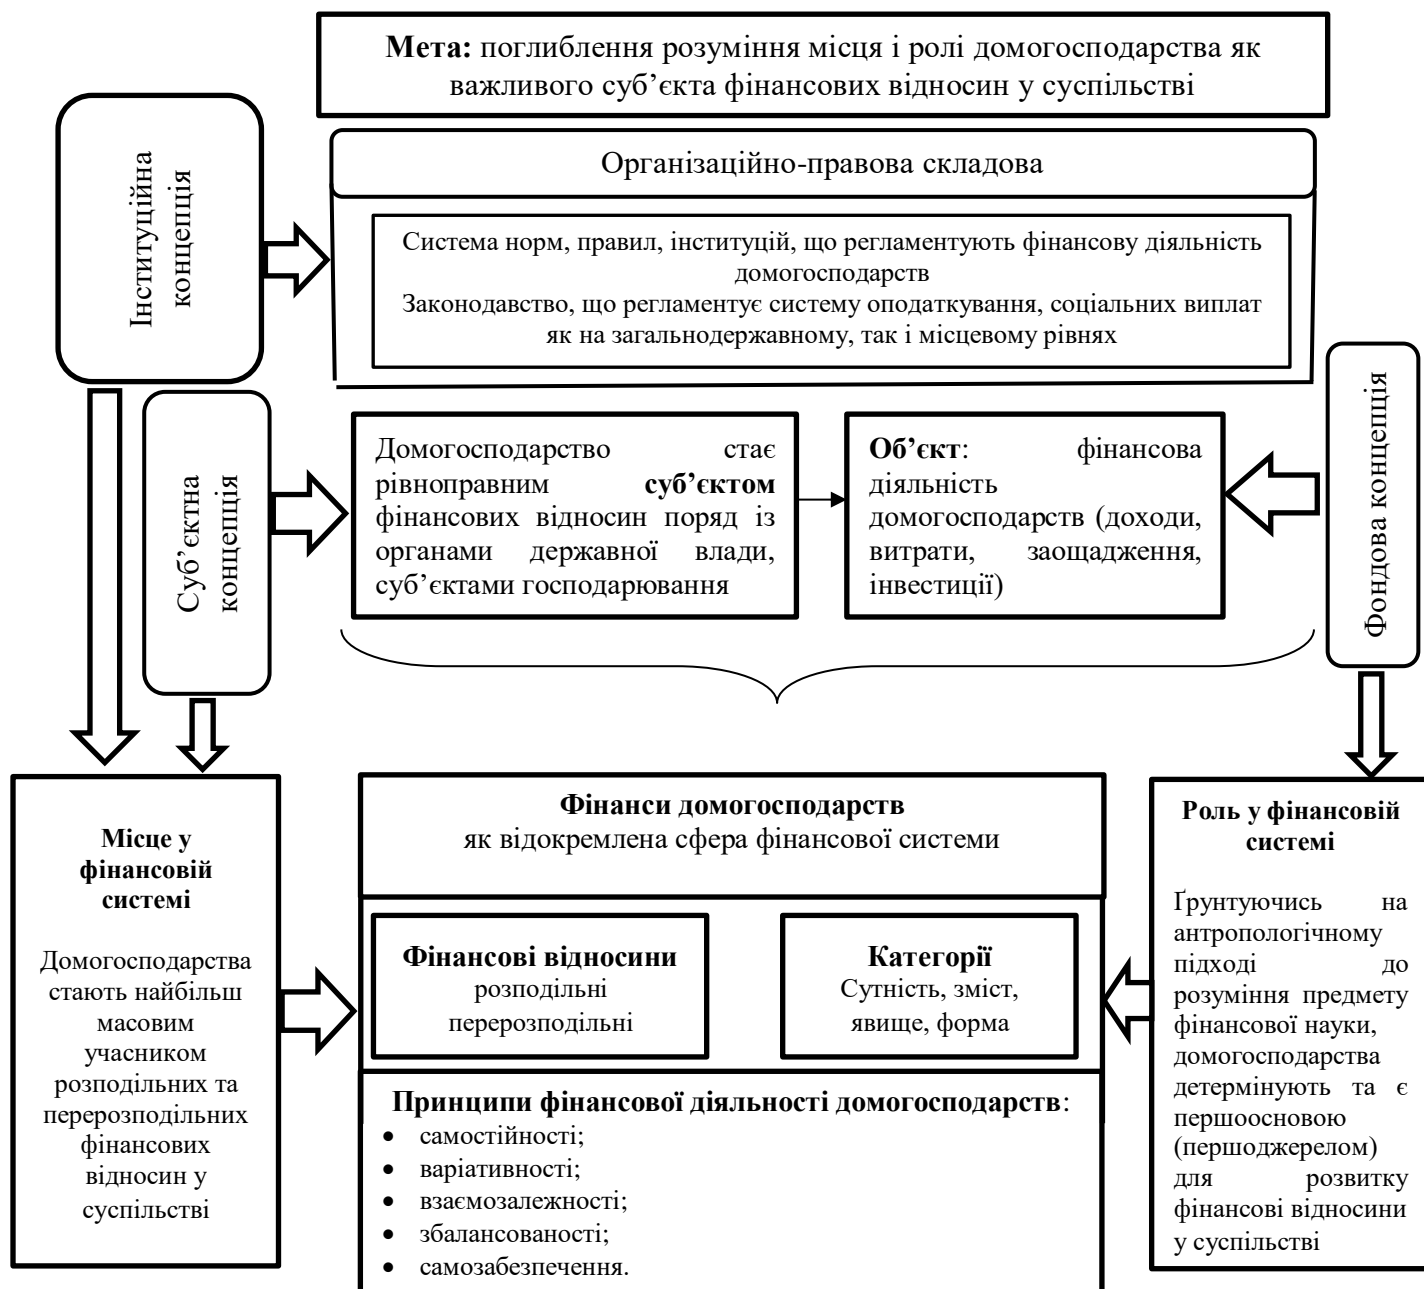 Мета: поглиблення розуміння місця і ролі домогосподарства як
важливого суб’єкта фінансових відносин у суспільстві
Інституційна
концепція
Організаційно-правова складова
Система норм, правил, інституцій, що регламентують фінансову діяльність
домогосподарств
Законодавство, що регламентує систему оподаткування, соціальних виплат
як на загальнодержавному, так і місцевому рівнях
Суб’єктна
концепція
Домогосподарство стає
рівноправним суб’єктом
фінансових відносин поряд із
органами державної влади,
суб’єктами господарювання
Об’єкт: фінансова
діяльність
домогосподарств (доходи,
витрати, заощадження,
інвестиції)
Фондова концепція
Місце у
фінансовій
системі
Домогосподарства
стають найбільш
масовим
учасником
розподільних та
перерозподільних
фінансових
відносин у
суспільстві
Фінанси домогосподарств
як відокремлена сфера фінансової системи
Фінансові відносини
розподільні
перерозподільні
Категорії
Сутність, зміст,
явище, форма
Принципи фінансової діяльності домогосподарств:
• самостійності;
• варіативності;
• взаємозалежності;
• збалансованості;
• самозабезпечення.
Роль у фінансовій
системі
Ґрунтуючись на
антропологічному
підході до
розуміння предмету
фінансової науки,
домогосподарства
детермінують та є
першоосновою
(першоджерелом)
для розвитку
фінансові відносини
у суспільстві